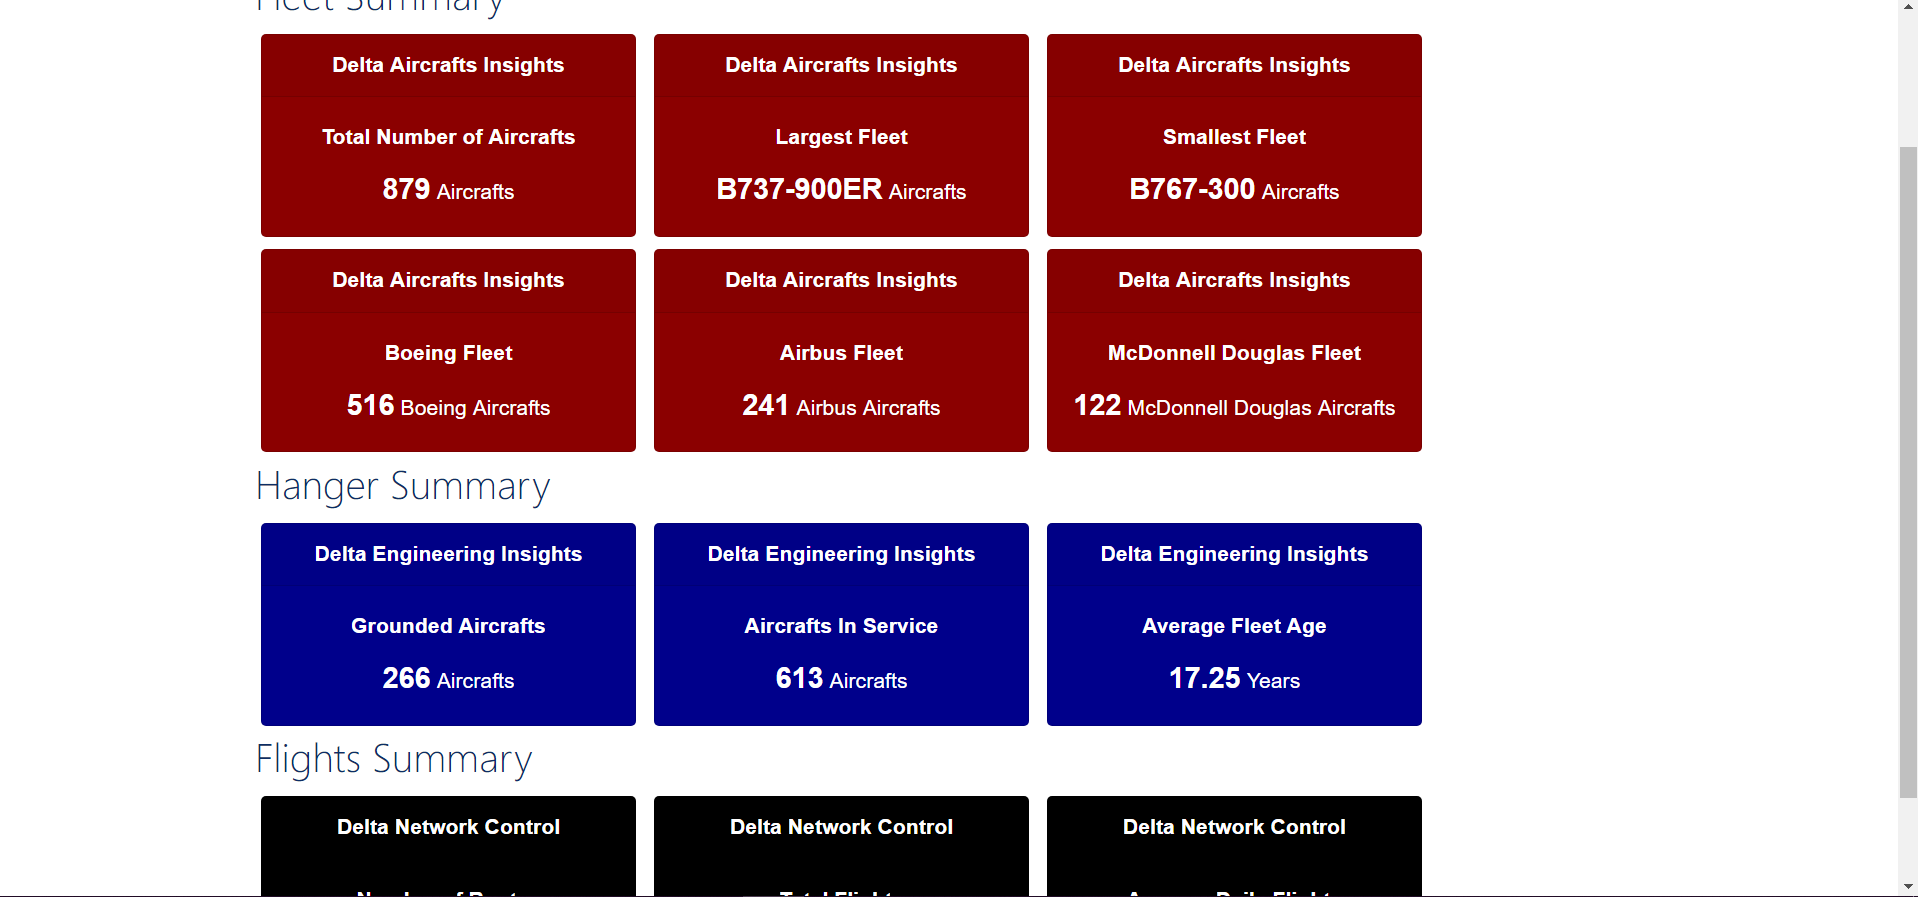 Fleet Summary
Delta Aircrafts Insights
Total Number of Aircrafts
879 Aircrafts
Delta Aircrafts Insights
Largest Fleet
B737-900ER Aircrafts
Delta Aircrafts Insights
Smallest Fleet
B767-300 Aircrafts
Delta Aircrafts Insights
Boeing Fleet
516 Boeing Aircrafts
Delta Aircrafts Insights
Airbus Fleet
241 Airbus Aircrafts
Delta Aircrafts Insights
McDonnell Douglas Fleet
122 McDonnell Douglas Aircrafts
Hanger Summary
Delta Engineering Insights
Grounded Aircrafts
266 Aircrafts
Delta Engineering Insights
Aircrafts In Service
613 Aircrafts
Delta Engineering Insights
Average Fleet Age
17.25 Years
Flights Summary
Delta Network Control
Delta Network Control
Delta Network Control